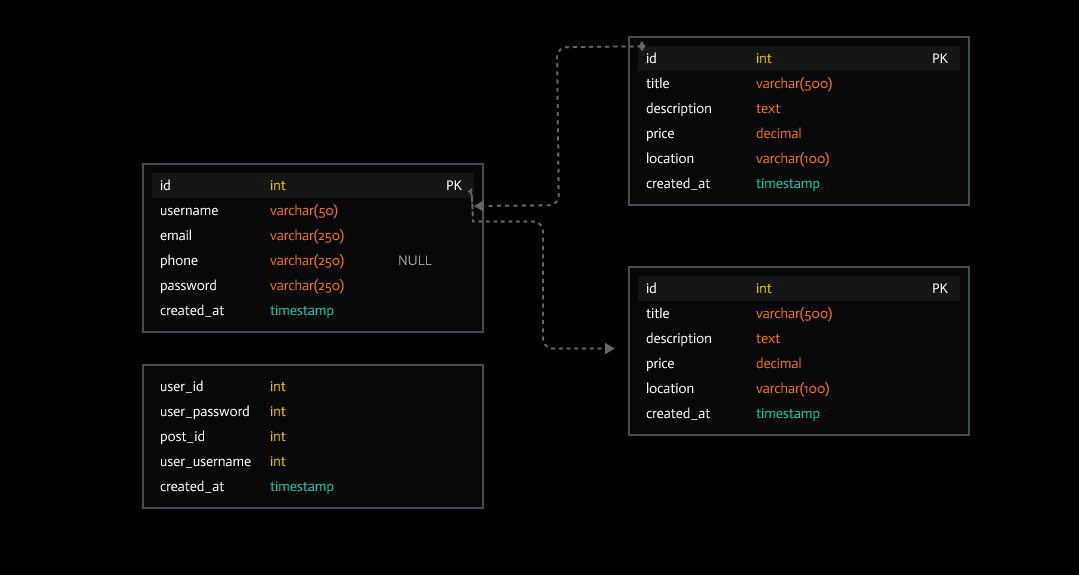 id int PK
username varchar(50)
email varchar(250)
phone varchar(250) NULL
password varchar(250)
created_at timestamp
user_id int
user_password int
post_id int
user_username int
created_at timestamp
id int PK
title varchar(500)
description text
price decimal
location varchar(100)
created_at timestamp
id int PK
title varchar(500)
description text
price decimal
location varchar(100)
created_at timestamp